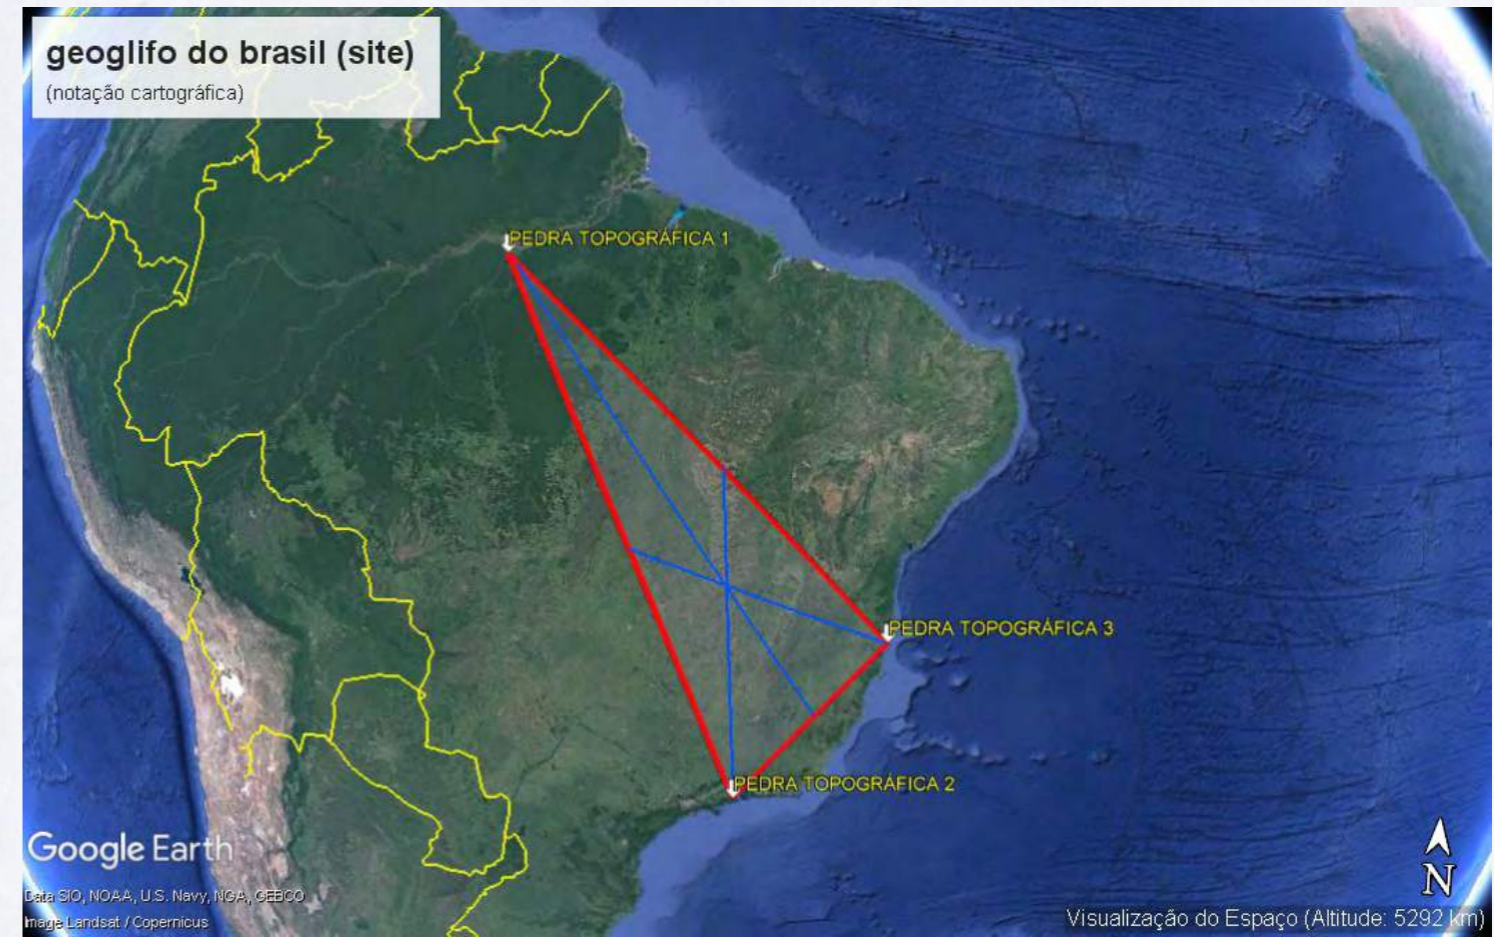 geoglifo do brasil (site)
(notação cartográfica)
PEDRA TOPOGRÁFICA 1
PEDRA TOPOGRÁFICA 3
PEDRA TOPOGRÁFICA 2
Google Earth
Data SIO, NOAA, U.S. Navy, NGA, GEBCO
Image Landsat / Copernicus
N
Visualização do Espaço (Altitude: 5292 km)